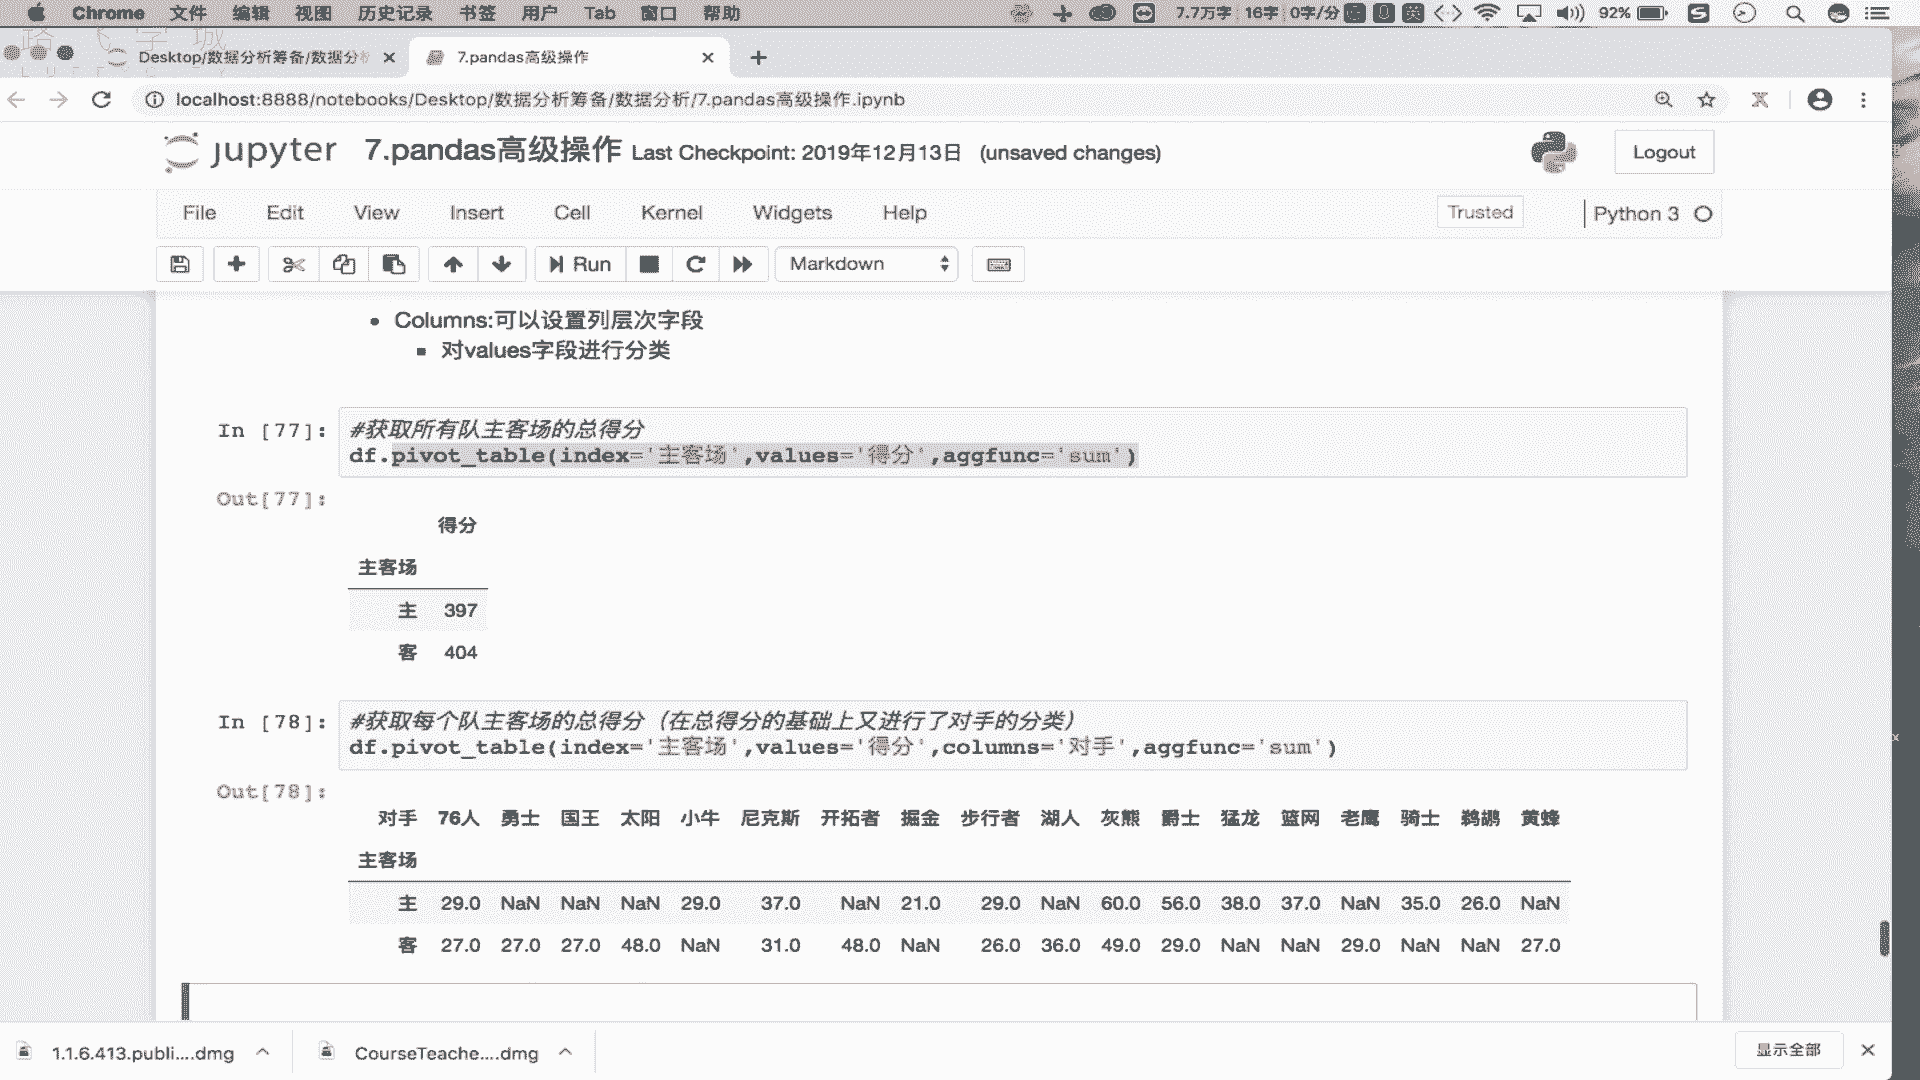 Chrome 文件 编辑 视图 历史记录 书签 用户 Tab 窗口 帮助 7.7万字 16字 0字/分 英 92%
Desktop/数据分析筹备/数据分析
7.pandas高级操作
localhost:8888/notebooks/Desktop/数据分析筹备/数据分析/7.pandas高级操作.ipynb
jupyter 7.pandas高级操作 Last Checkpoint: 2019年12月13日 (unsaved changes)
Logout
File Edit View Insert Cell Kernel Widgets Help
Trusted
Python 3
Run
Markdown
Columns:可以设置列层次字段
对values字段进行分类
In [77]:
#获取所有队主客场的总得分
df.pivot_table(index='主客场',values='得分',aggfunc='sum')
Out[77]:
得分
主客场
主 397
客 404
In [78]:
#获取每个队主客场的总得分（在总得分的基础上又进行了对手的分类）
df.pivot_table(index='主客场',values='得分',columns='对手',aggfunc='sum')
Out[78]:
对手 76人 勇士 国王 太阳 小牛 尼克斯 开拓者 掘金 步行者 湖人 灰熊 爵士 猛龙 篮网 老鹰 骑士 鹈鹕 黄蜂
主客场
主 29.0 NaN NaN NaN 29.0 37.0 NaN 21.0 29.0 NaN 60.0 56.0 38.0 37.0 NaN 35.0 26.0 NaN
客 27.0 27.0 27.0 48.0 NaN 31.0 48.0 NaN 26.0 36.0 49.0 29.0 NaN NaN 29.0 NaN NaN 27.0
1.1.6.413.publi....dmg
CourseTeache....dmg
显示全部